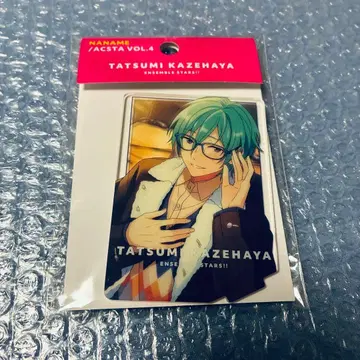 NANAME
/ACSTA VOL.4
TATSUMI KAZEHAYA
ENSEMBLE STARS!!
TATSUMI KAZEHAYA
ENSEMBLE STARS!!